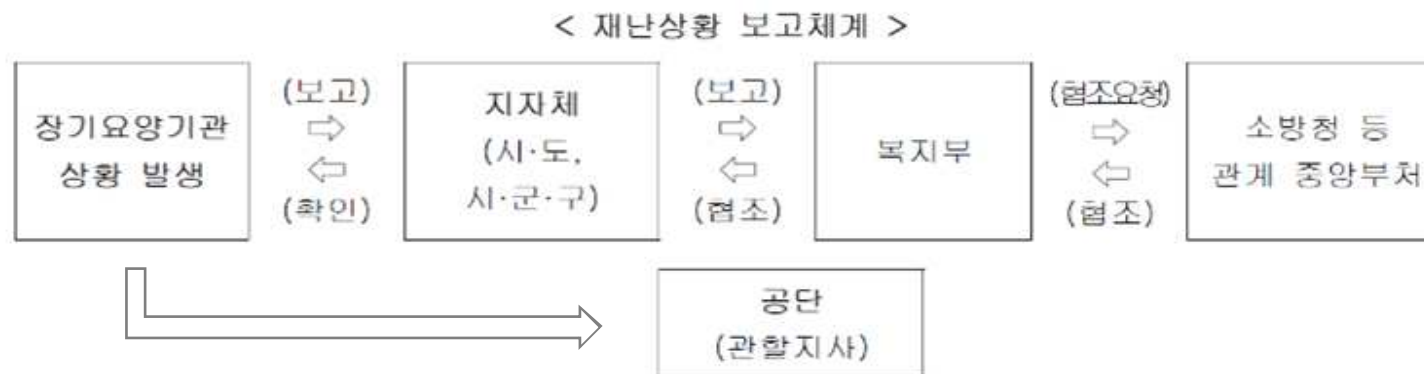 < 재난상황 보고체계 >
장기요양기관
상황 발생
(보고)
(확인)
지자체
(시·도,
시·군·구)
(보고)
(협조)
복지부
(협조요청)
(협조)
소방청 등
관계 중앙부처
공단
(관할지사)